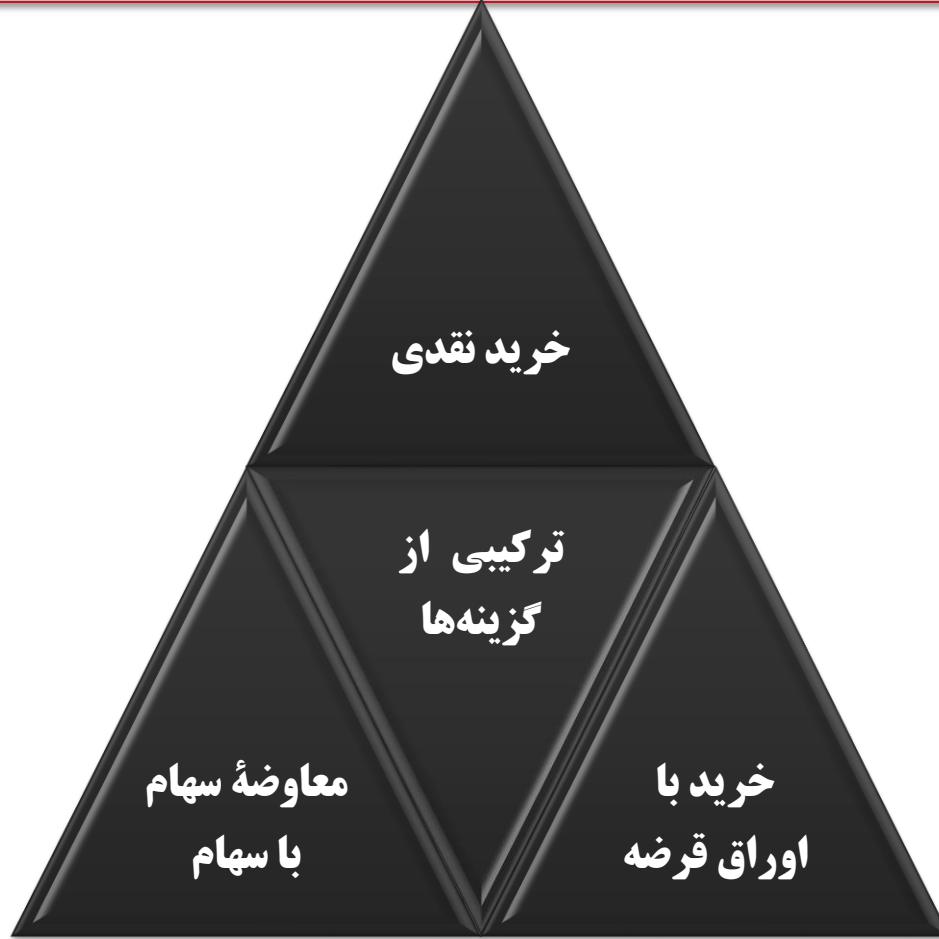 خرید نقدی
ترکیبی از
گزینه‌ها
خرید با
اوراق قرضه
معاوضهٔ سهام
با سهام